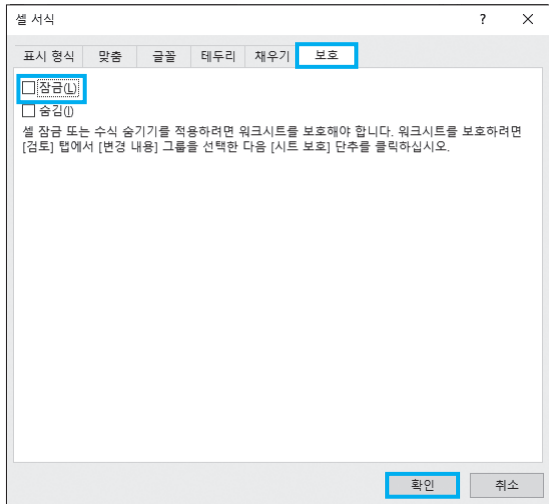 셀 서식 ? ×
표시 형식 맞춤 글꼴 테두리 채우기 보호
잠금(L)
숨김(I)
셀 잠금 또는 수식 숨기기를 적용하려면 워크시트를 보호해야 합니다. 워크시트를 보호하려면
[검토] 탭에서 [변경 내용] 그룹을 선택한 다음 [시트 보호] 단추를 클릭하십시오.
확인 취소